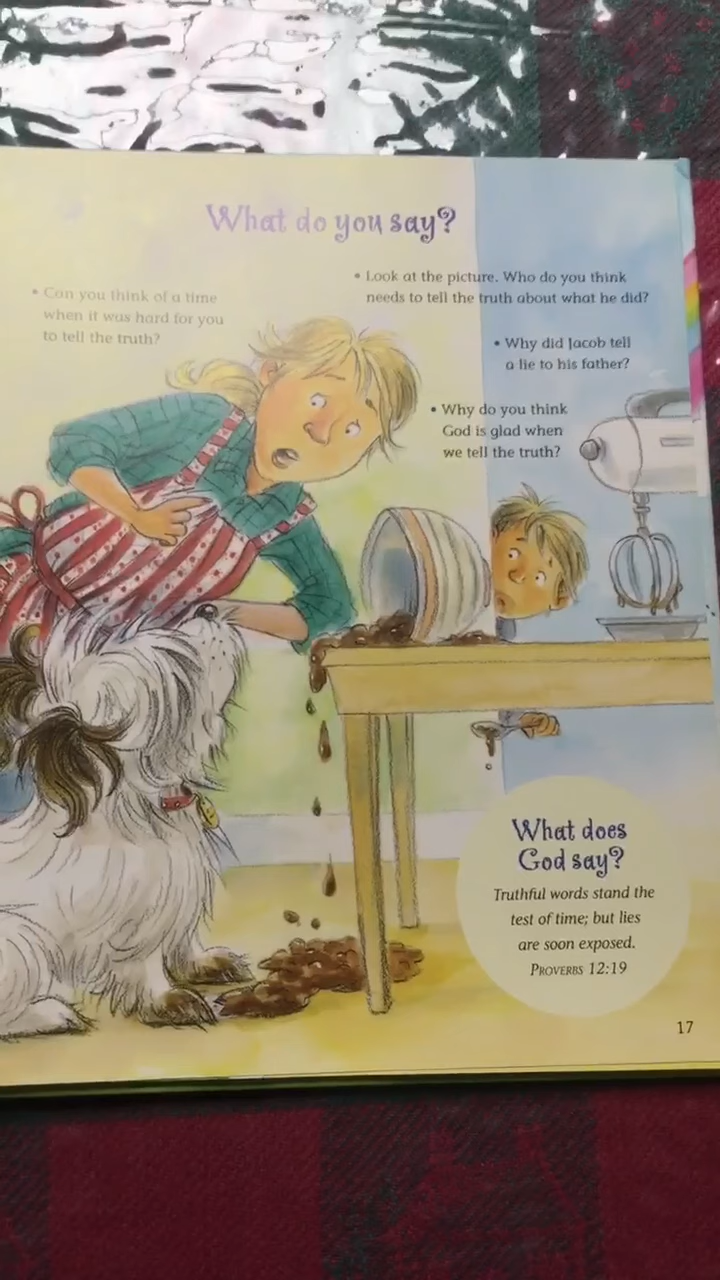 What do you say?
• Can you think of a time
when it was hard for you
to tell the truth?
• Look at the picture. Who do you think
needs to tell the truth about what he did?
• Why did Jacob tell
a lie to his father?
• Why do you think
God is glad when
we tell the truth?
What does
God say?
Truthful words stand the
test of time; but lies
are soon exposed.
PROVERBS 12:19
17